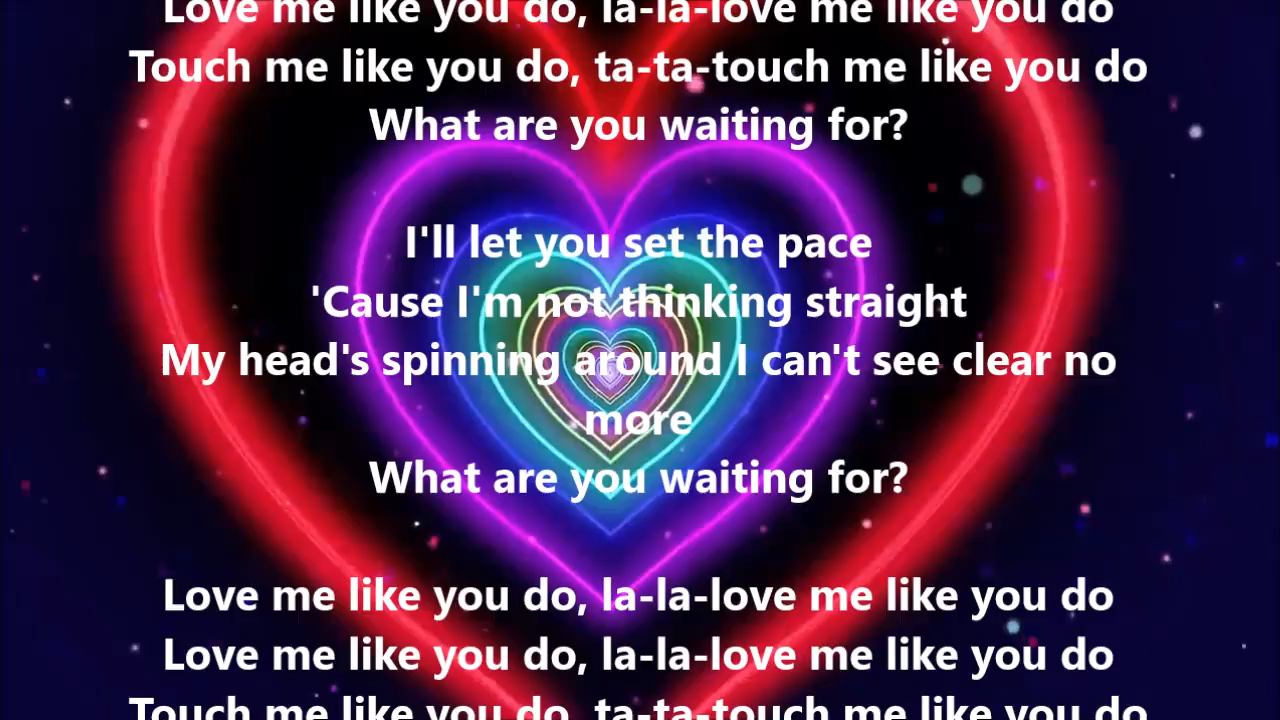 Love me like you do, la-la-love me like you do
Touch me like you do, ta-ta-touch me like you do
What are you waiting for?
I'll let you set the pace
'Cause I'm not thinking straight
My head's spinning around I can't see clear no
more
What are you waiting for?
Love me like you do, la-la-love me like you do
Love me like you do, la-la-love me like you do
Touch me like you do, ta-ta-touch me like you do